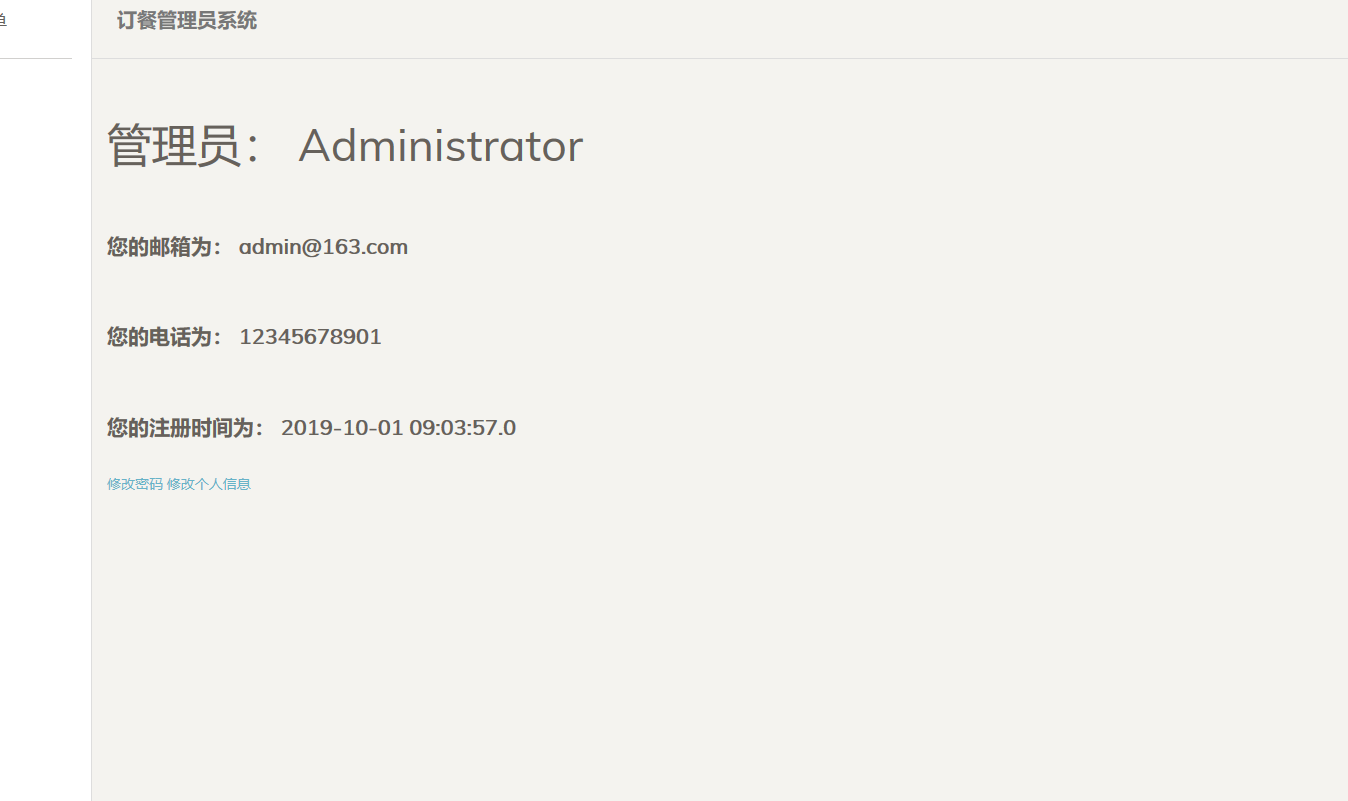 单
订餐管理员系统
管理员： Administrator
您的邮箱为： admin@163.com
您的电话为： 12345678901
您的注册时间为： 2019-10-01 09:03:57.0
修改密码 修改个人信息